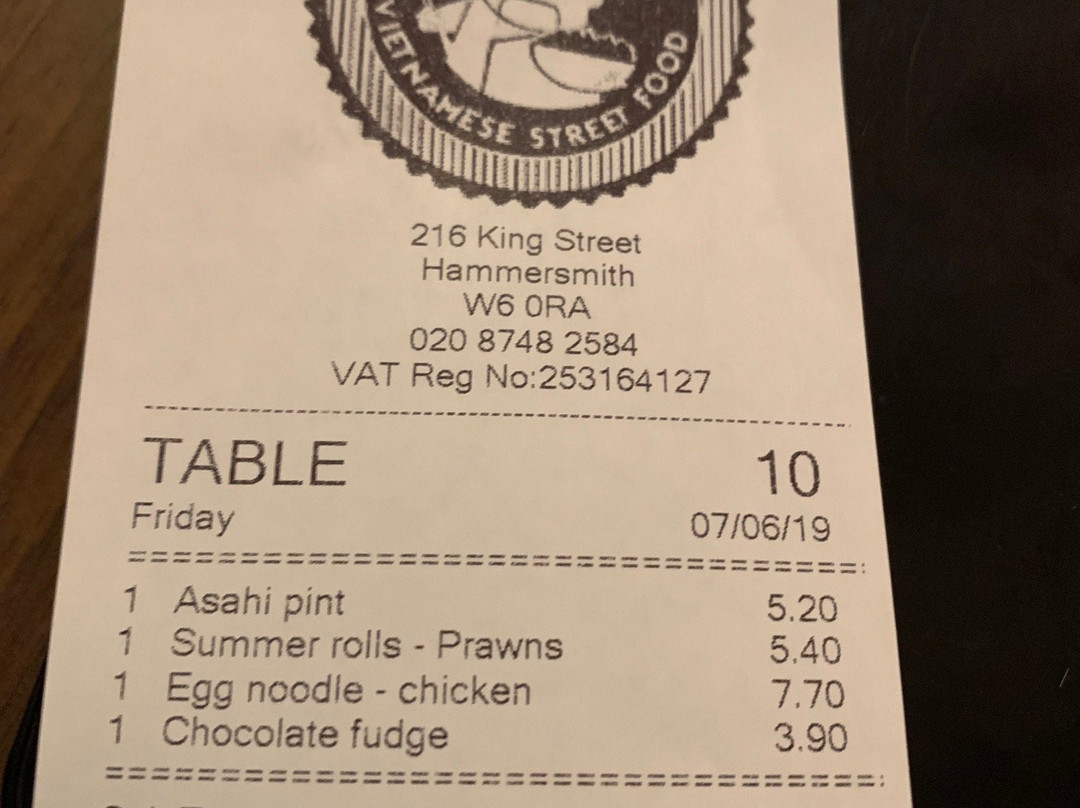 VIETNAMESE STREET FOOD
216 King Street
Hammersmith
W6 0RA
020 8748 2584
VAT Reg No:253164127
TABLE 10
Friday 07/06/19
1 Asahi pint 5.20
1 Summer rolls - Prawns 5.40
1 Egg noodle - chicken 7.70
1 Chocolate fudge 3.90